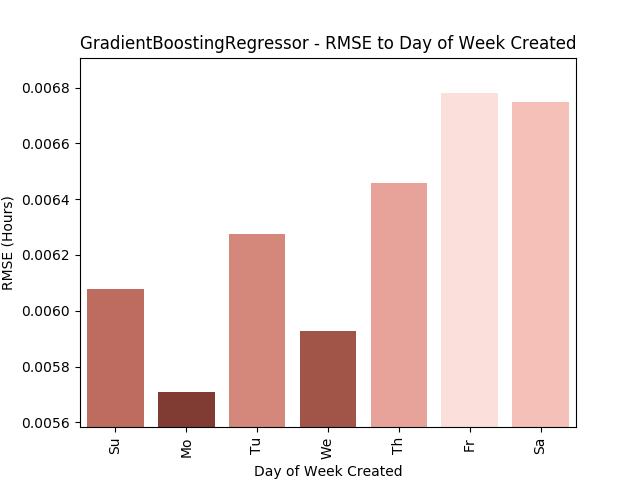 GradientBoostingRegressor - RMSE to Day of Week Created
0.0068
0.0066
0.0064
0.0062
0.0060
0.0058
0.0056
RMSE (Hours)
Su
Mo
Tu
We
Th
Fr
Sa
Day of Week Created